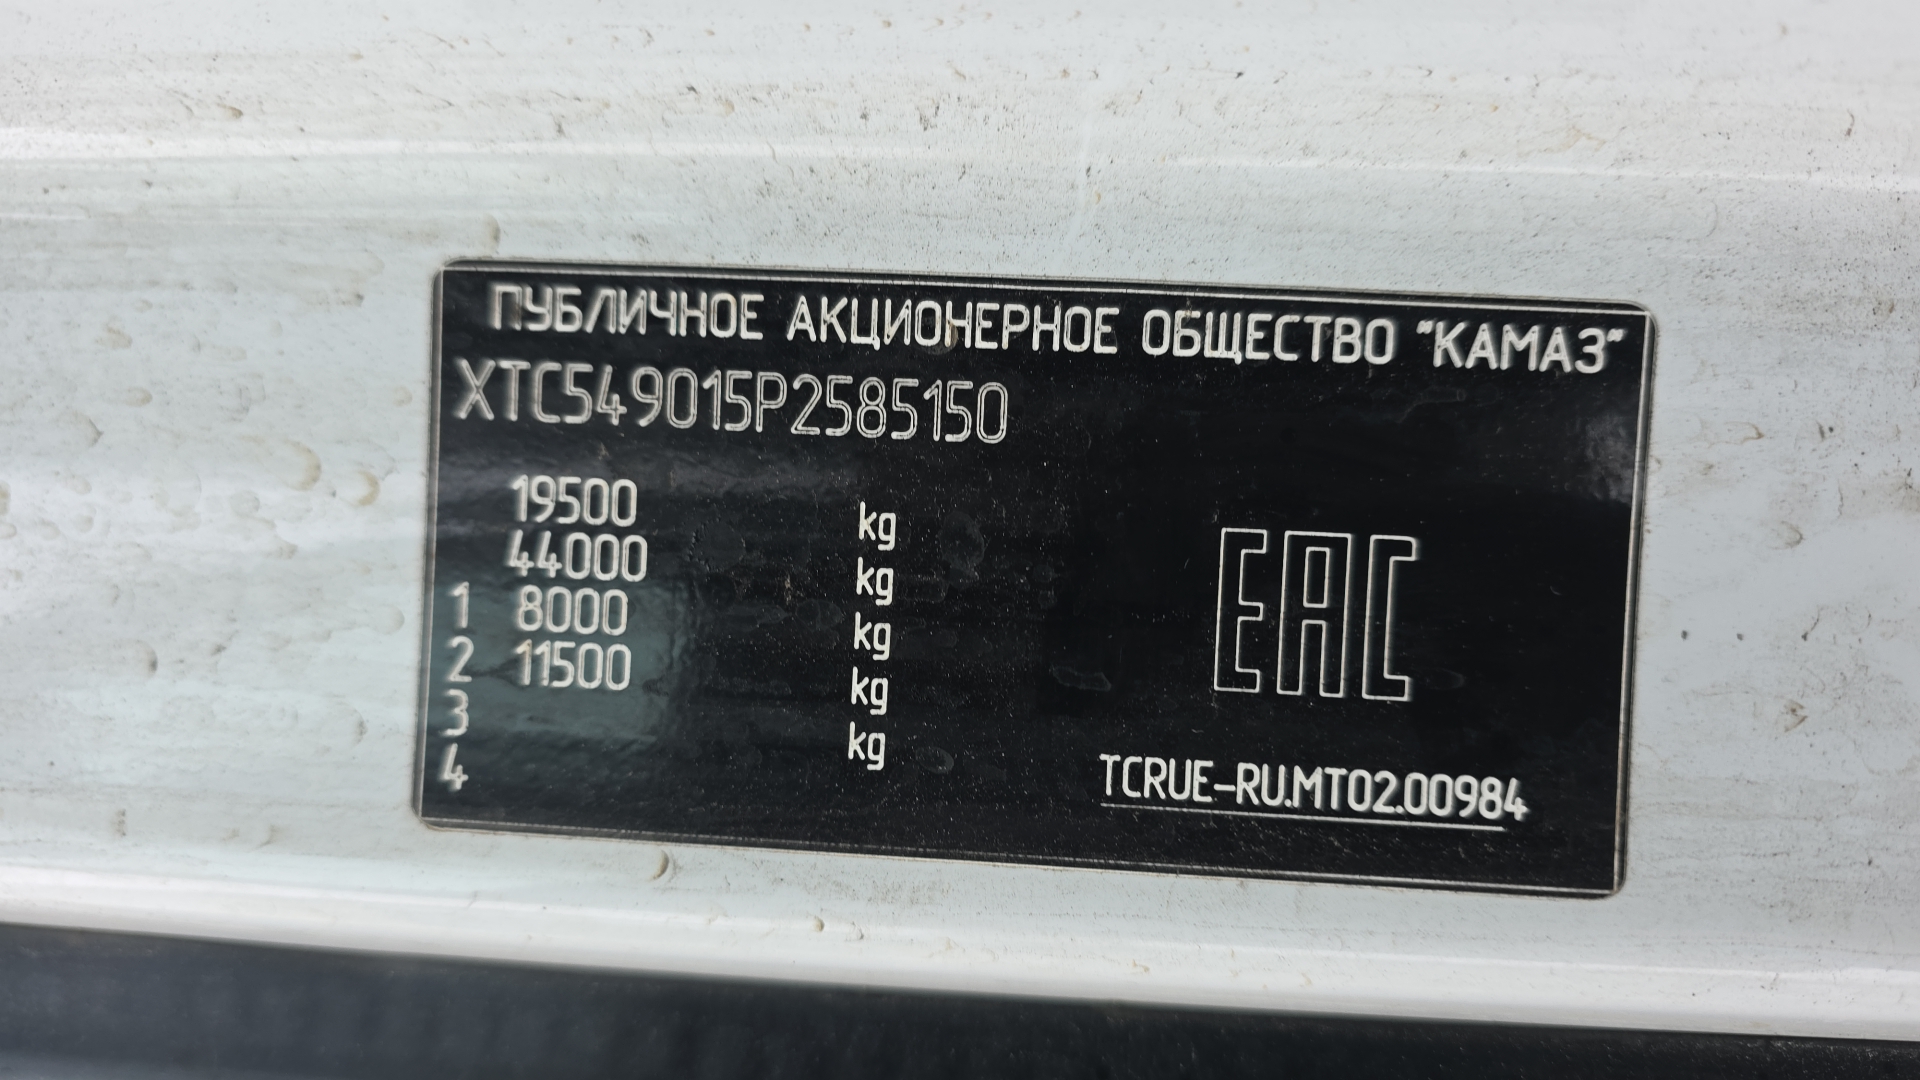 ПУБЛИЧНОЕ АКЦИОНЕРНОЕ ОБЩЕСТВО "КАМАЗ"
XTC549015P2585150
19500 kg
44000 kg
1 8000 kg
2 11500 kg
3 kg
4
EAC
TCRUE-RU.MT02.00984